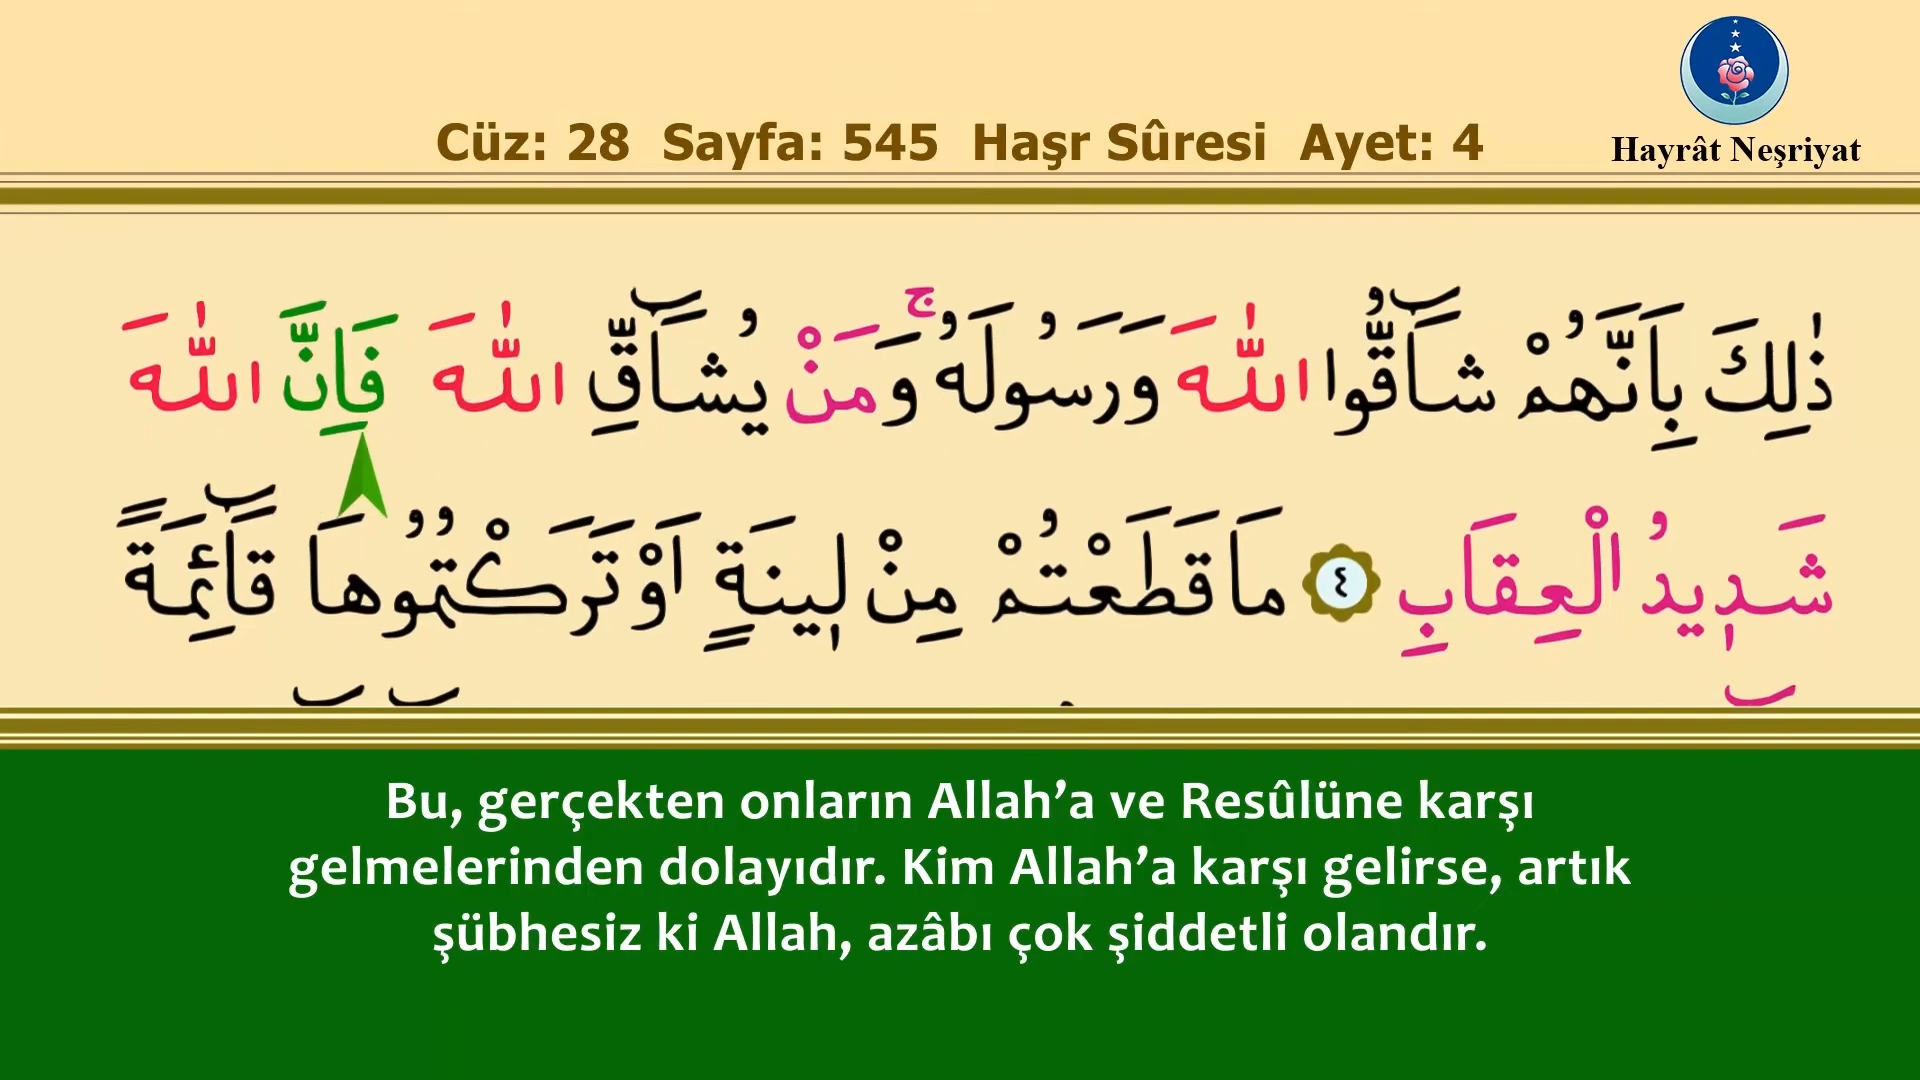 Cüz: 28 Sayfa: 545 Haşr Sûresi Ayet: 4
Hayrât Neşriyat
ذٰلِكَ بِاَنَّهُمْ شَٓاقُّوا اللّٰهَ وَرَسُولَهُۚ وَمَنْ يُشَٓاقِّ اللّٰهَ فَاِنَّ اللّٰهَ
شَدٖيدُ الْعِقَابِ ٤ مَا قَطَعْتُمْ مِنْ لٖينَةٍ اَوْ تَرَكْتُمُوهَا قَٓائِمَةً
Bu, gerçekten onların Allah’a ve Resûlüne karşı
gelmelerinden dolayıdır. Kim Allah’a karşı gelirse, artık
şübhesiz ki Allah, azâbı çok şiddetli olandır.